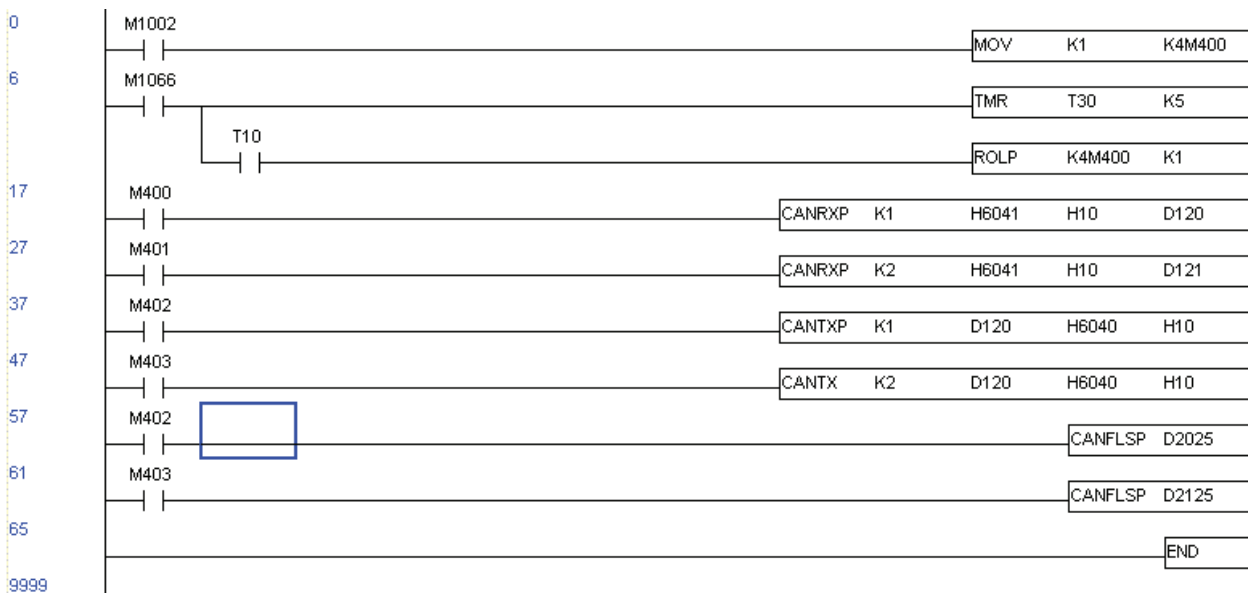 0 M1002 MOV K1 K4M400
6 M1066 TMR T30 K5
T10 ROLP K4M400 K1
17 M400 CANRXP K1 H6041 H10 D120
27 M401 CANRXP K2 H6041 H10 D121
37 M402 CANTXP K1 D120 H6040 H10
47 M403 CANTX K2 D120 H6040 H10
57 M402 CANFLSP D2025
61 M403 CANFLSP D2125
65 END
9999